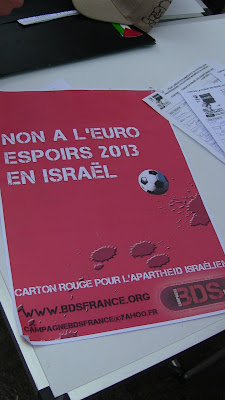 NON A L'EURO
ESPOIRS 2013
EN ISRAËL
CARTON ROUGE POUR L'APARTHEID ISRAÉLIEN
WWW.BDSFRANCE.ORG
BDS
CAMPAGNEBDSFRANCE@YAHOO.FR